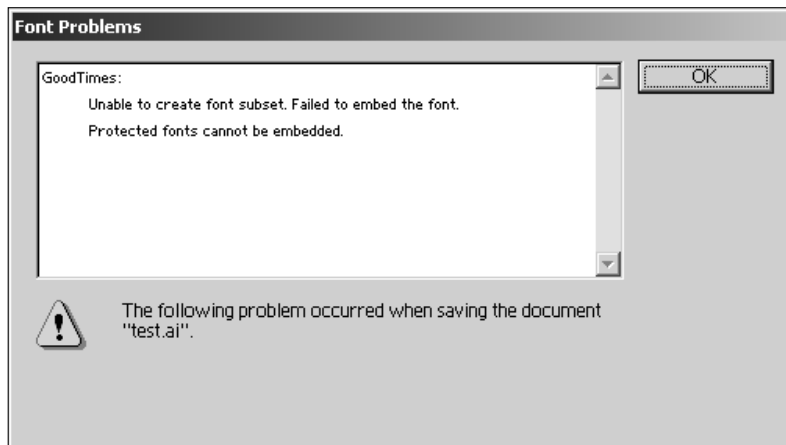 Font Problems
GoodTimes:
Unable to create font subset. Failed to embed the font.
Protected fonts cannot be embedded.
OK
The following problem occurred when saving the document
"test.ai".